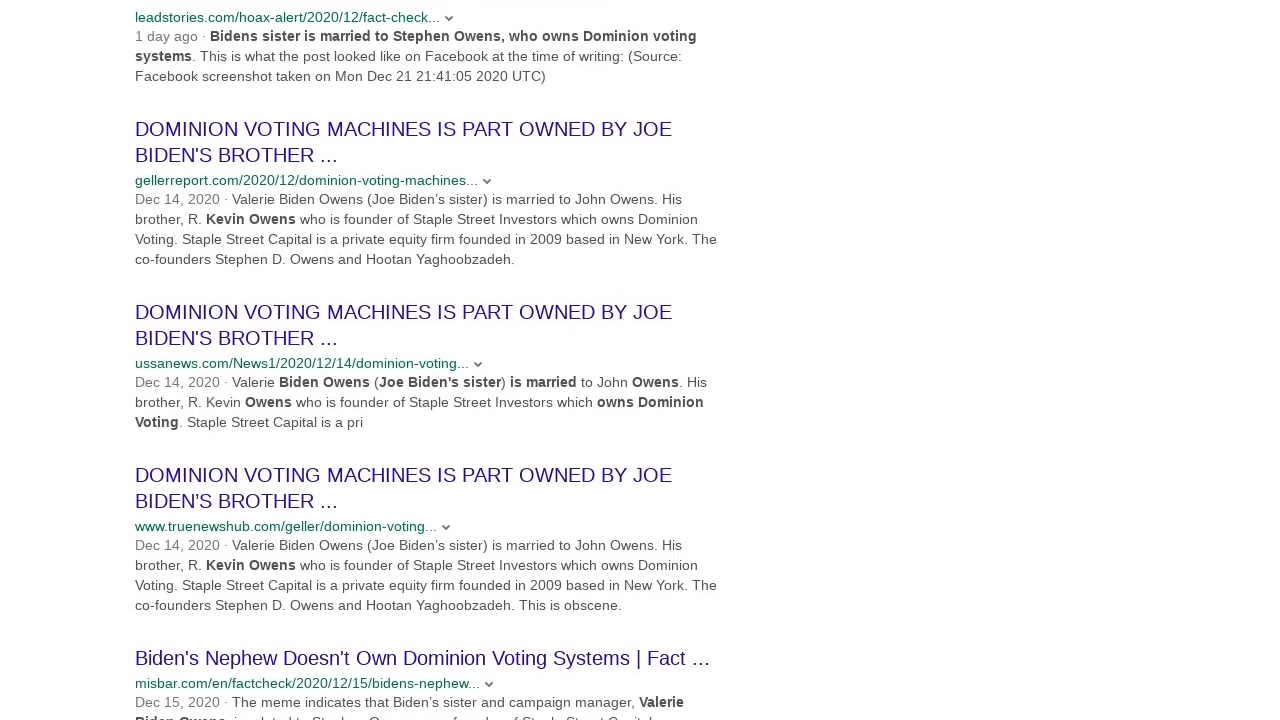 leadstories.com/hoax-alert/2020/12/fact-check...
1 day ago · Bidens sister is married to Stephen Owens, who owns Dominion voting
systems. This is what the post looked like on Facebook at the time of writing: (Source:
Facebook screenshot taken on Mon Dec 21 21:41:05 2020 UTC)
DOMINION VOTING MACHINES IS PART OWNED BY JOE
BIDEN'S BROTHER ...
gellerreport.com/2020/12/dominion-voting-machines...
Dec 14, 2020 · Valerie Biden Owens (Joe Biden's sister) is married to John Owens. His
brother, R. Kevin Owens who is founder of Staple Street Investors which owns Dominion
Voting. Staple Street Capital is a private equity firm founded in 2009 based in New York. The
co-founders Stephen D. Owens and Hootan Yaghoobzadeh.
DOMINION VOTING MACHINES IS PART OWNED BY JOE
BIDEN'S BROTHER ...
ussanews.com/News1/2020/12/14/dominion-voting...
Dec 14, 2020 · Valerie Biden Owens (Joe Biden's sister) is married to John Owens. His
brother, R. Kevin Owens who is founder of Staple Street Investors which owns Dominion
Voting. Staple Street Capital is a pri
DOMINION VOTING MACHINES IS PART OWNED BY JOE
BIDEN'S BROTHER ...
www.truenewshub.com/geller/dominion-voting...
Dec 14, 2020 · Valerie Biden Owens (Joe Biden's sister) is married to John Owens. His
brother, R. Kevin Owens who is founder of Staple Street Investors which owns Dominion
Voting. Staple Street Capital is a private equity firm founded in 2009 based in New York. The
co-founders Stephen D. Owens and Hootan Yaghoobzadeh. This is obscene.
Biden's Nephew Doesn't Own Dominion Voting Systems | Fact ...
misbar.com/en/factcheck/2020/12/15/bidens-nephew...
Dec 15, 2020 · The meme indicates that Biden's sister and campaign manager, Valerie